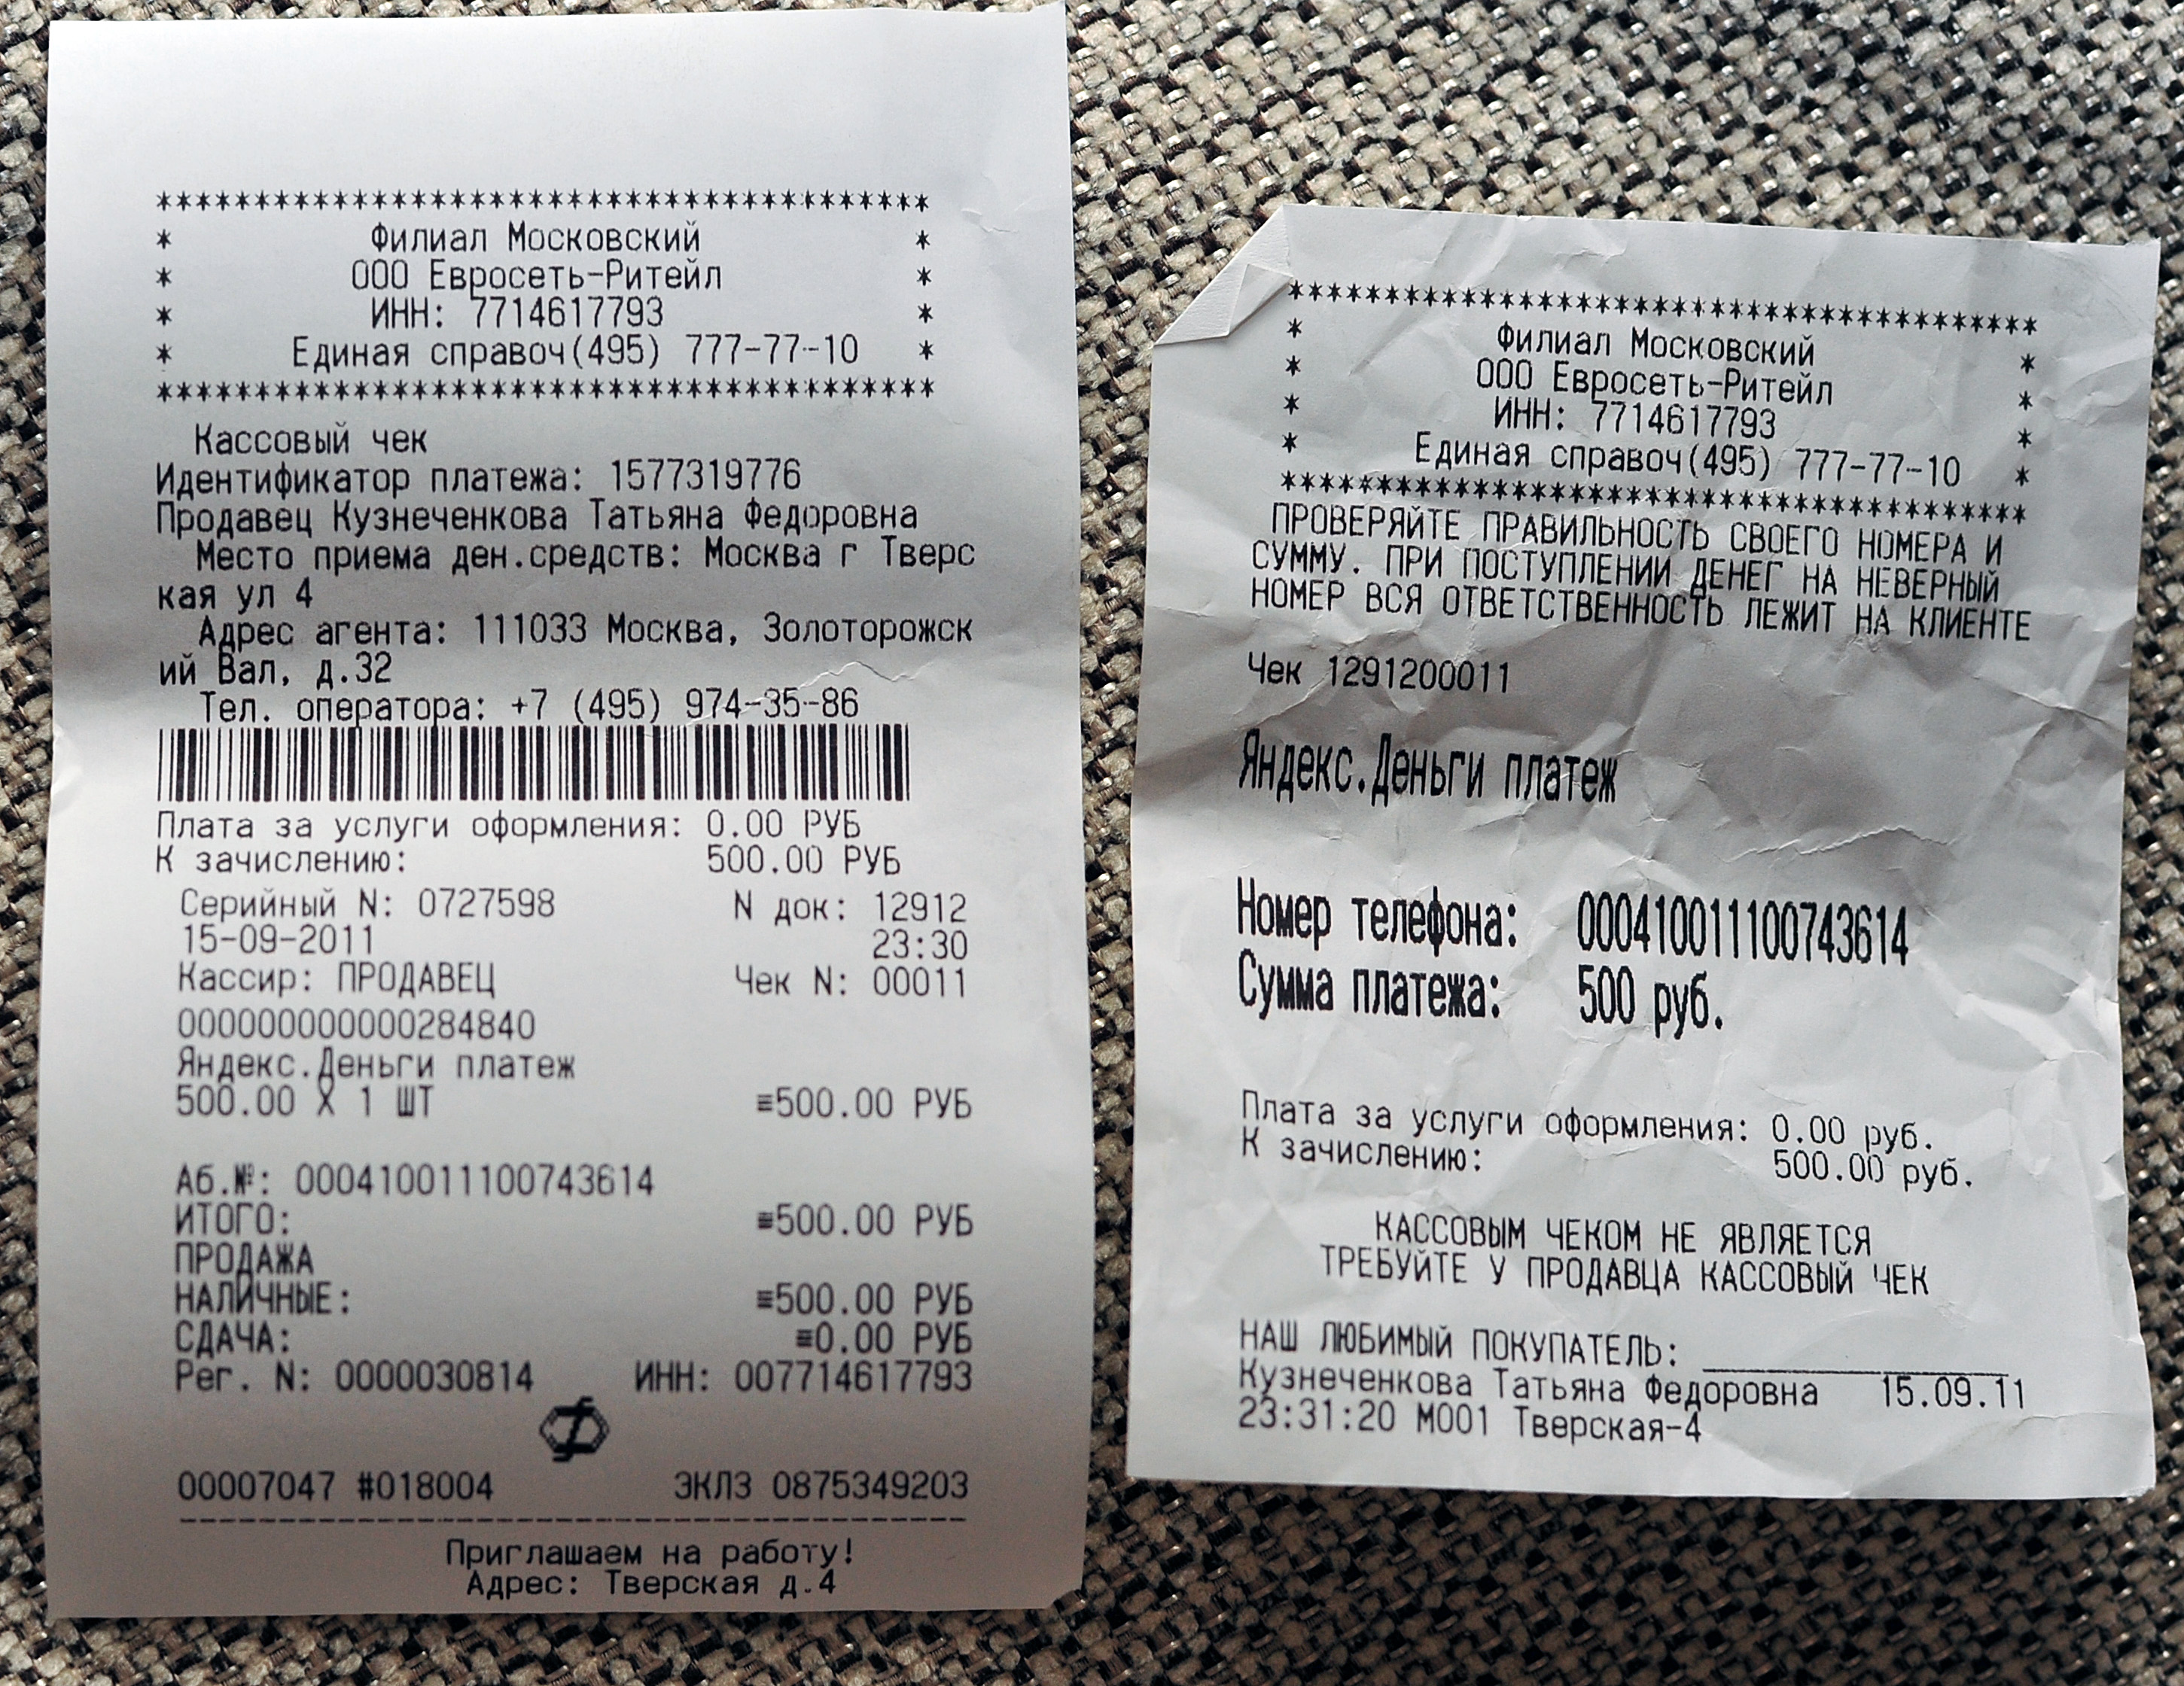 ****************************************
* Филиал Московский *
* ООО Евросеть-Ритейл *
* ИНН: 7714617793 *
* Единая справоч(495) 777-77-10 *
****************************************
Кассовый чек
Идентификатор платежа: 1577319776
Продавец Кузнеченкова Татьяна Федоровна
Место приема ден.средств: Москва г Тверс
кая ул 4
Адрес агента: 111033 Москва, Золоторожск
ий Вал, д.32
Тел. оператора: +7 (495) 974-35-86
Плата за услуги оформления: 0.00 РУБ
К зачислению: 500.00 РУБ
Серийный N: 0727598 N док: 12912
15-09-2011 23:30
Кассир: ПРОДАВЕЦ Чек N: 00011
000000000000284840
Яндекс.Деньги платеж
500.00 X 1 ШТ ≡500.00 РУБ
Аб.№: 000410011100743614
ИТОГО: ≡500.00 РУБ
ПРОДАЖА
НАЛИЧНЫЕ: ≡500.00 РУБ
СДАЧА: ≡0.00 РУБ
Рег. N: 0000030814 ИНН: 007714617793
00007047 #018004 ЭКЛЗ 0875349203
Приглашаем на работу!
Адрес: Тверская д.4
****************************************
* Филиал Московский *
* ООО Евросеть-Ритейл *
* ИНН: 7714617793 *
* Единая справоч(495) 777-77-10 *
****************************************
ПРОВЕРЯЙТЕ ПРАВИЛЬНОСТЬ СВОЕГО НОМЕРА И
СУММУ. ПРИ ПОСТУПЛЕНИИ ДЕНЕГ НА НЕВЕРНЫЙ
НОМЕР ВСЯ ОТВЕТСТВЕННОСТЬ ЛЕЖИТ НА КЛИЕНТЕ
Чек 1291200011
Яндекс.Деньги платеж
Номер телефона: 000410011100743614
Сумма платежа: 500 руб.
Плата за услуги оформления: 0.00 руб.
К зачислению: 500.00 руб.
КАССОВЫМ ЧЕКОМ НЕ ЯВЛЯЕТСЯ
ТРЕБУЙТЕ У ПРОДАВЦА КАССОВЫЙ ЧЕК
НАШ ЛЮБИМЫЙ ПОКУПАТЕЛЬ: _______________
Кузнеченкова Татьяна Федоровна 15.09.11
23:31:20 М001 Тверская-4